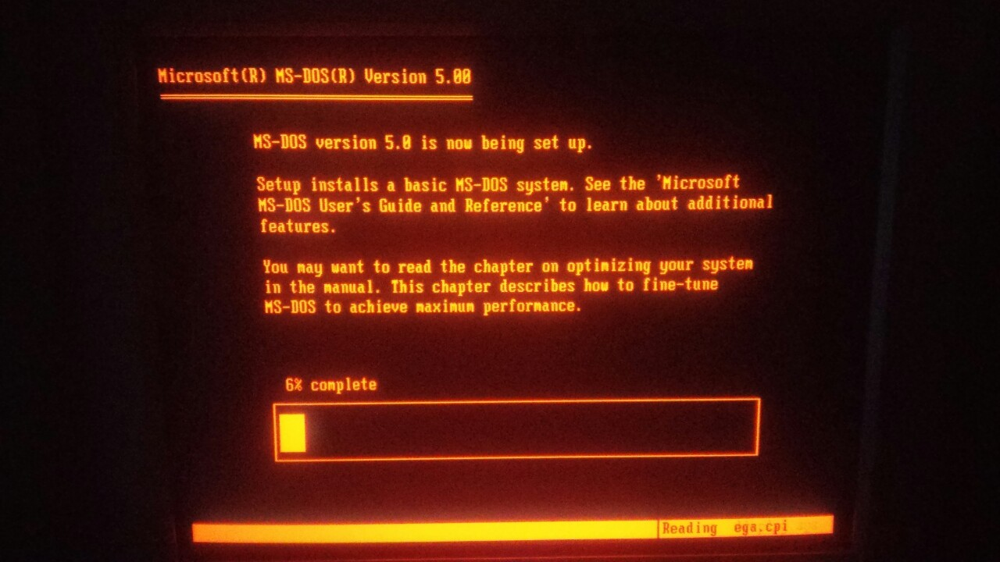 Microsoft(R) MS-DOS(R) Version 5.00
MS-DOS version 5.0 is now being set up.
Setup installs a basic MS-DOS system. See the 'Microsoft
MS-DOS User's Guide and Reference' to learn about additional
features.
You may want to read the chapter on optimizing your system
in the manual. This chapter describes how to fine-tune
MS-DOS to achieve maximum performance.
6% complete
Reading ega.cpi